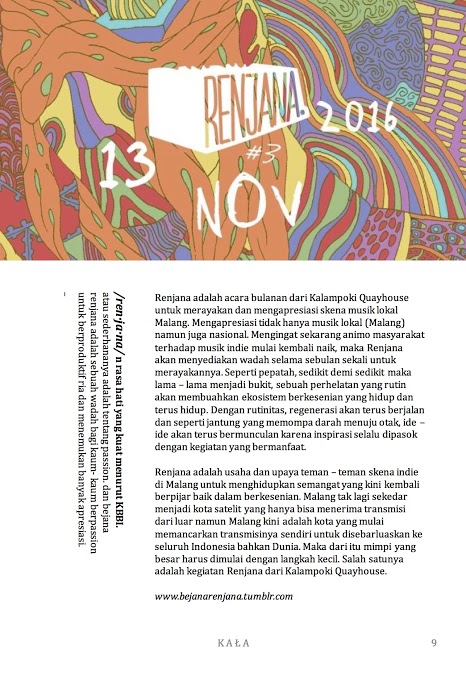 RENJANA.
#3
13
NOV
2016
/ren·ja·na/ n rasa hati yang kuat menurut KBBI.
atau sederhananya adalah tentang passion. dan bejana
renjana adalah sebuah wadah bagi kaum- kaum berpassion
untuk berproduktif ria dan menemukan banyak apresiasi.
-
Renjana adalah acara bulanan dari Kalampoki Quayhouse
untuk merayakan dan mengapresiasi skena musik lokal
Malang. Mengapresiasi tidak hanya musik lokal (Malang)
namun juga nasional. Mengingat sekarang animo masyarakat
terhadap musik indie mulai kembali naik, maka Renjana
akan menyediakan wadah selama sebulan sekali untuk
merayakannya. Seperti pepatah, sedikit demi sedikit maka
lama – lama menjadi bukit, sebuah perhelatan yang rutin
akan membuahkan ekosistem berkesenian yang hidup dan
terus hidup. Dengan rutinitas, regenerasi akan terus berjalan
dan seperti jantung yang memompa darah menuju otak, ide –
ide akan terus bermunculan karena inspirasi selalu dipasok
dengan kegiatan yang bermanfaat.
Renjana adalah usaha dan upaya teman – teman skena indie
di Malang untuk menghidupkan semangat yang kini kembali
berpijar baik dalam berkesenian. Malang tak lagi sekedar
menjadi kota satelit yang hanya bisa menerima transmisi
dari luar namun Malang kini adalah kota yang mulai
memancarkan transmisinya sendiri untuk disebarluaskan ke
seluruh Indonesia bahkan Dunia. Maka dari itu mimpi yang
besar harus dimulai dengan langkah kecil. Salah satunya
adalah kegiatan Renjana dari Kalampoki Quayhouse.
www.bejanarenjana.tumblr.com
KAŁA
9